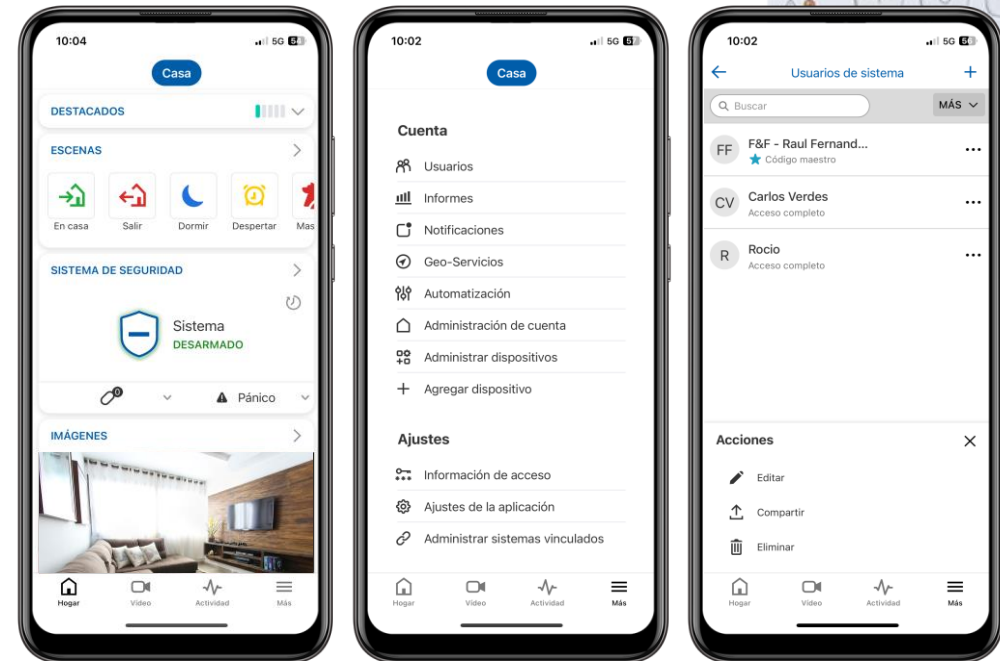 10:04
5G
Casa
DESTACADOS
ESCENAS
En casa
Salir
Dormir
Despertar
Mas
SISTEMA DE SEGURIDAD
Sistema
DESARMADO
0
Pánico
IMÁGENES
Hogar
Vídeo
Actividad
Más
10:02
5G
Casa
Cuenta
Usuarios
Informes
Notificaciones
Geo-Servicios
Automatización
Administración de cuenta
Administrar dispositivos
Agregar dispositivo
Ajustes
Información de acceso
Ajustes de la aplicación
Administrar sistemas vinculados
Hogar
Vídeo
Actividad
Más
10:02
5G
Usuarios de sistema
Buscar
MÁS
FF
F&F - Raul Fernand...
Código maestro
CV
Carlos Verdes
Acceso completo
R
Rocio
Acceso completo
Acciones
Editar
Compartir
Eliminar
Hogar
Vídeo
Actividad
Más